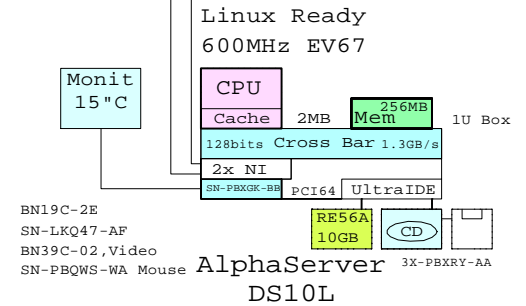 Linux Ready
600MHz EV67
Monit
15"C
CPU
Cache
2MB
256MB
Mem
1U Box
128bits Cross Bar 1.3GB/s
2x NI
SN-PBXGK-BB
PCI64
UltraIDE
BN19C-2E
SN-LKQ47-AF
BN39C-02,Video
SN-PBQWS-WA Mouse
RE56A
10GB
CD
3X-PBXRY-AA
AlphaServer
DS10L